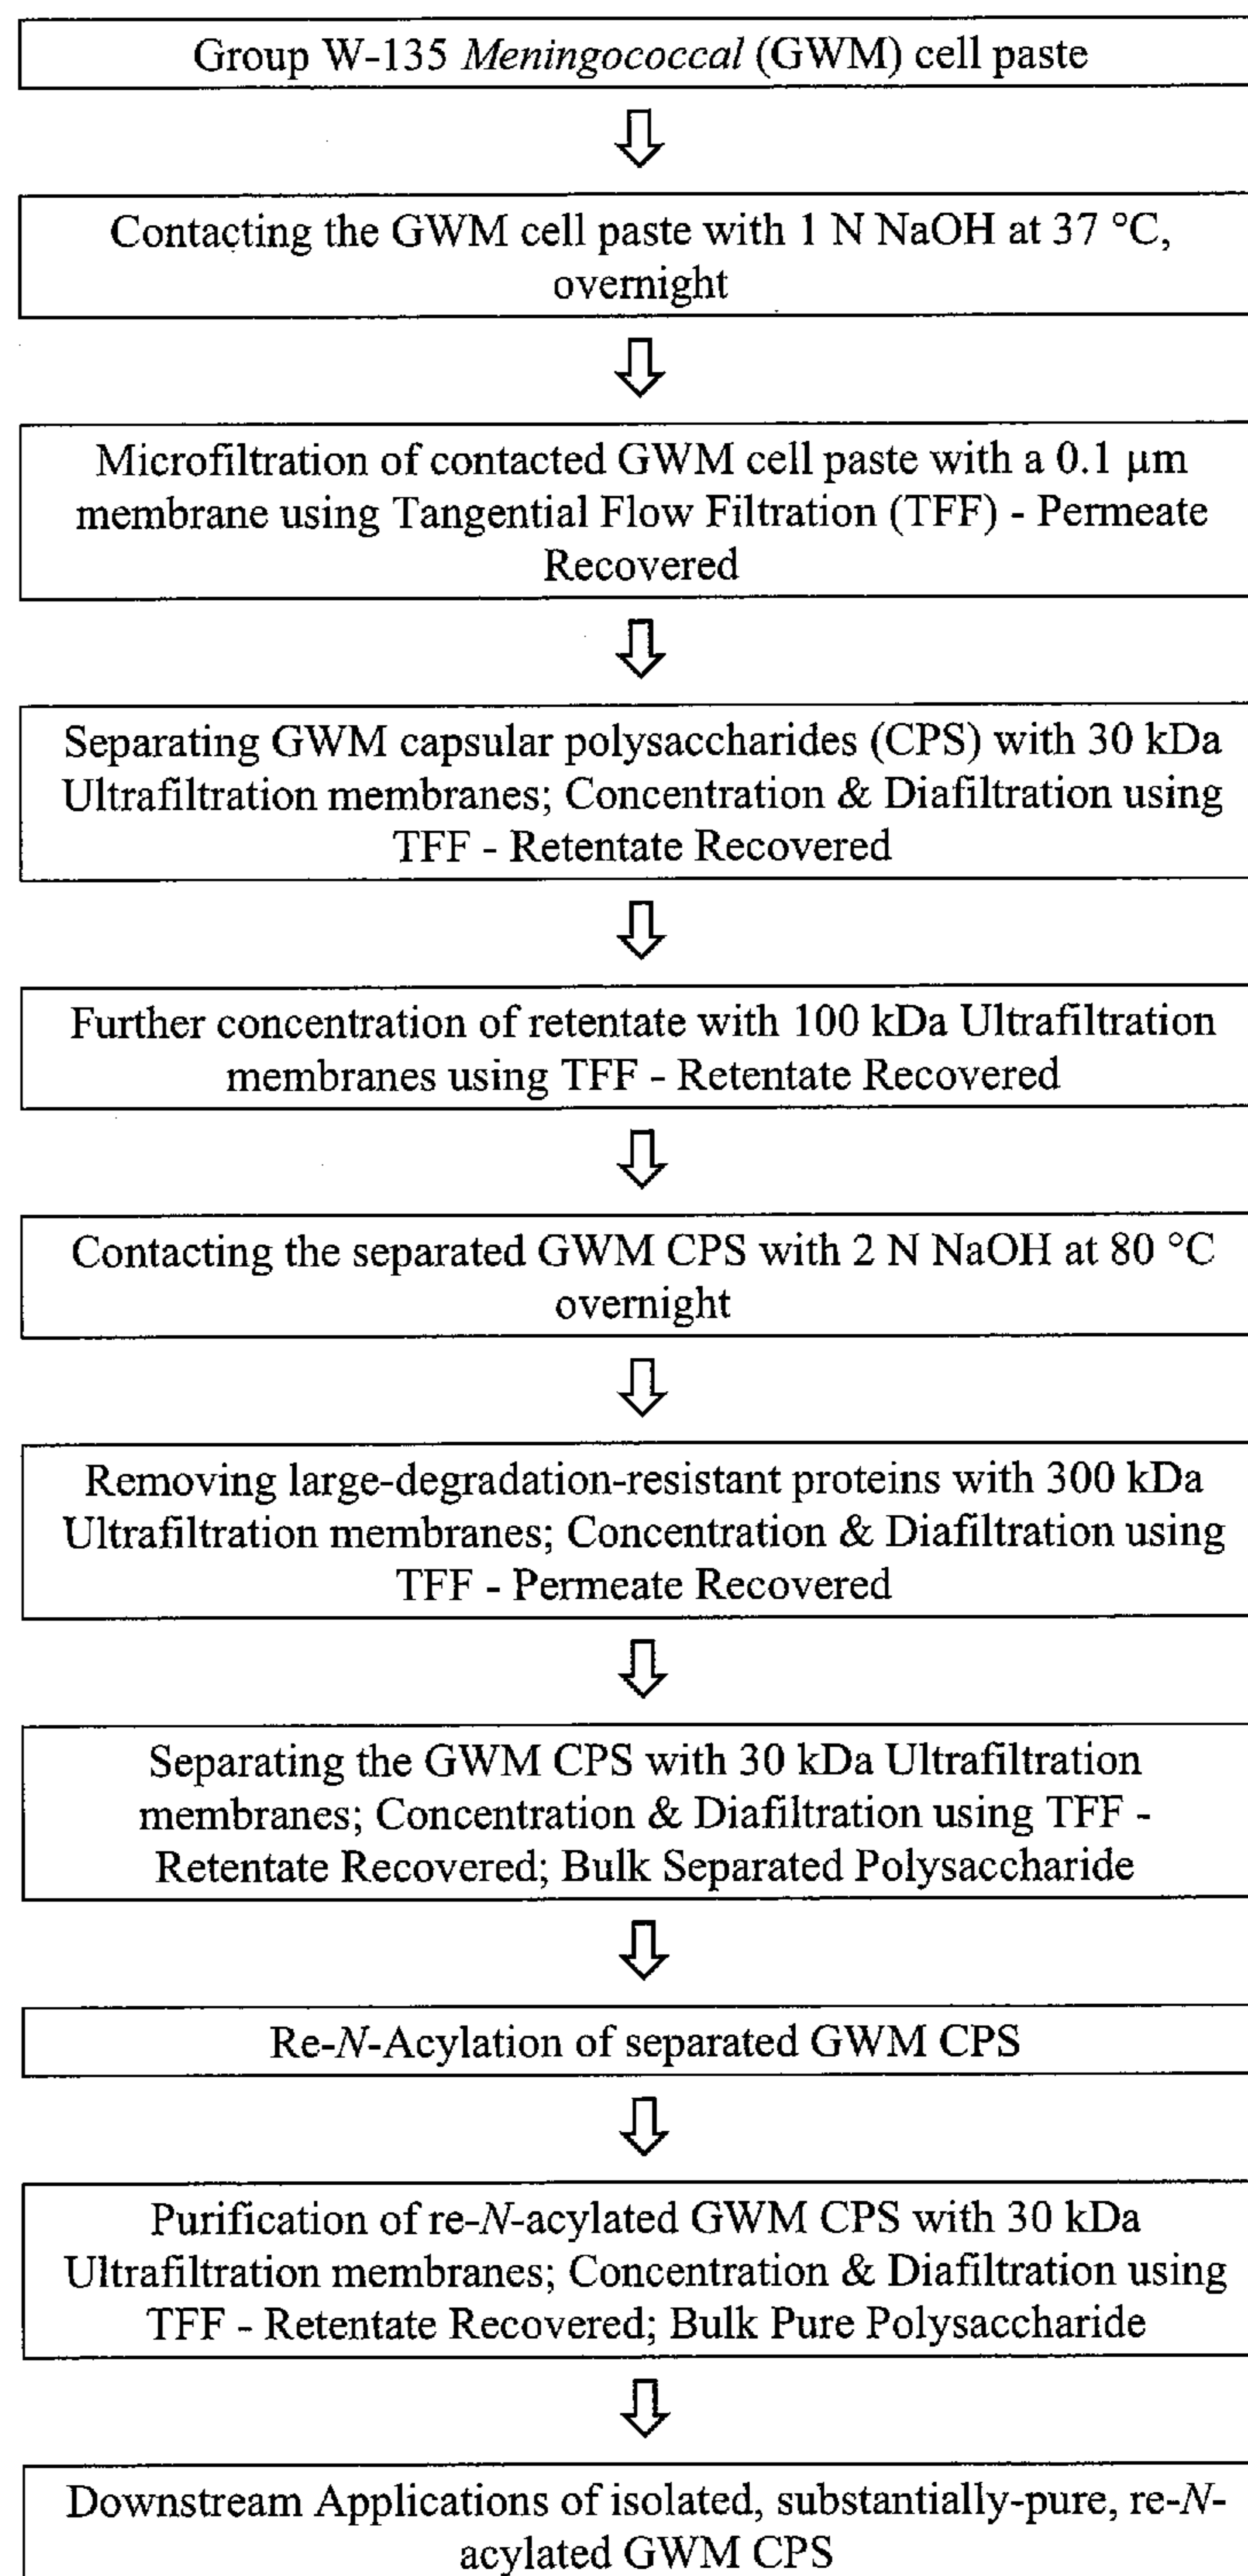 Group W-135 Meningococcal (GWM) cell paste
Contacting the GWM cell paste with 1 N NaOH at 37 °C,
overnight
Microfiltration of contacted GWM cell paste with a 0.1 µm
membrane using Tangential Flow Filtration (TFF) - Permeate
Recovered
Separating GWM capsular polysaccharides (CPS) with 30 kDa
Ultrafiltration membranes; Concentration & Diafiltration using
TFF - Retentate Recovered
Further concentration of retentate with 100 kDa Ultrafiltration
membranes using TFF - Retentate Recovered
Contacting the separated GWM CPS with 2 N NaOH at 80 °C
overnight
Removing large-degradation-resistant proteins with 300 kDa
Ultrafiltration membranes; Concentration & Diafiltration using
TFF - Permeate Recovered
Separating the GWM CPS with 30 kDa Ultrafiltration
membranes; Concentration & Diafiltration using TFF -
Retentate Recovered; Bulk Separated Polysaccharide
Re-N-Acylation of separated GWM CPS
Purification of re-N-acylated GWM CPS with 30 kDa
Ultrafiltration membranes; Concentration & Diafiltration using
TFF - Retentate Recovered; Bulk Pure Polysaccharide
Downstream Applications of isolated, substantially-pure, re-N-
acylated GWM CPS